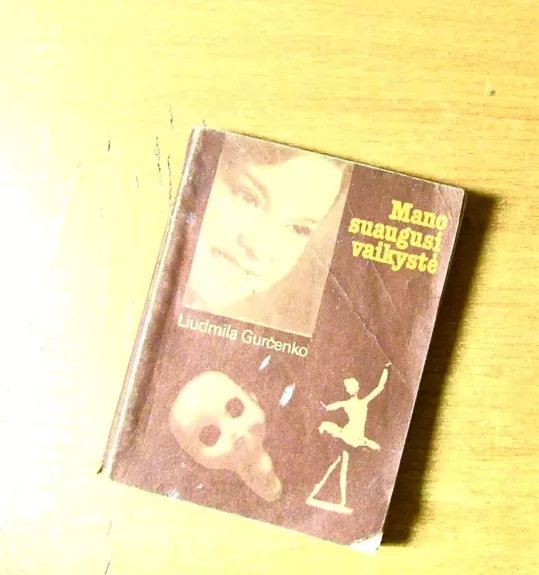 Mano
suaugusi
vaikystė
Liudmila Gurčenko